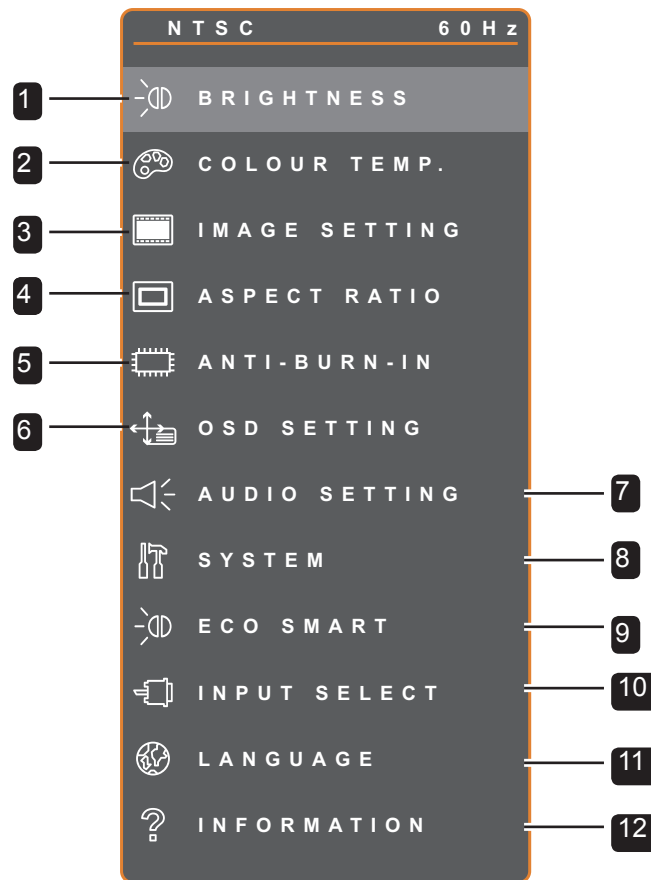 NTSC 60Hz
1 BRIGHTNESS
2 COLOUR TEMP.
3 IMAGE SETTING
4 ASPECT RATIO
5 ANTI-BURN-IN
6 OSD SETTING
AUDIO SETTING 7
SYSTEM 8
ECO SMART 9
INPUT SELECT 10
LANGUAGE 11
INFORMATION 12